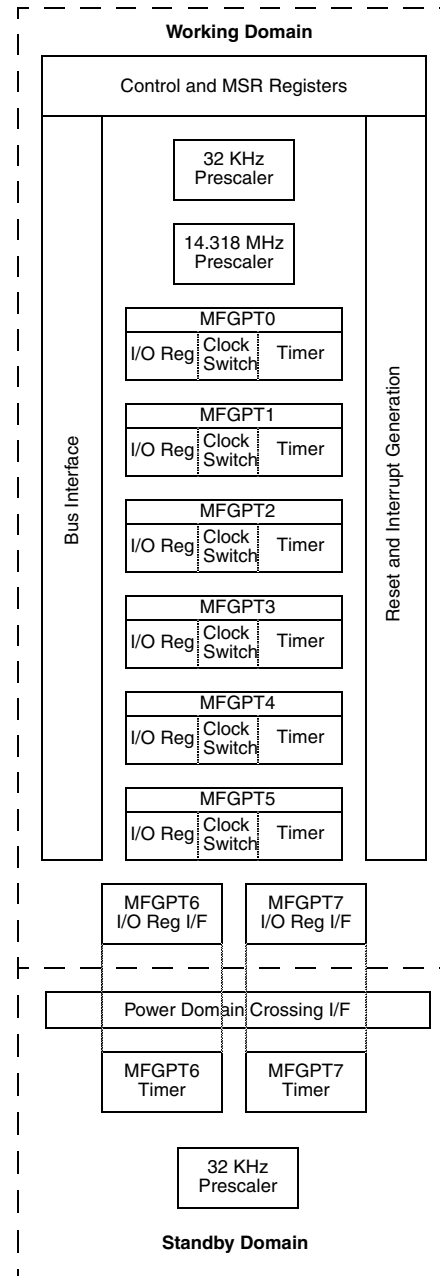 Working Domain
Control and MSR Registers
Bus Interface
Reset and Interrupt Generation
32 KHz
Prescaler
14.318 MHz
Prescaler
MFGPT0
I/O Reg Clock Switch Timer
MFGPT1
I/O Reg Clock Switch Timer
MFGPT2
I/O Reg Clock Switch Timer
MFGPT3
I/O Reg Clock Switch Timer
MFGPT4
I/O Reg Clock Switch Timer
MFGPT5
I/O Reg Clock Switch Timer
MFGPT6
I/O Reg I/F
MFGPT7
I/O Reg I/F
Power Domain Crossing I/F
MFGPT6
Timer
MFGPT7
Timer
32 KHz
Prescaler
Standby Domain